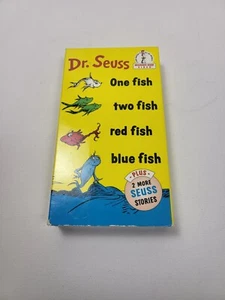 Dr. Seuss
One fish
two fish
red fish
blue fish
PLUS
2 MORE
SEUSS
STORIES